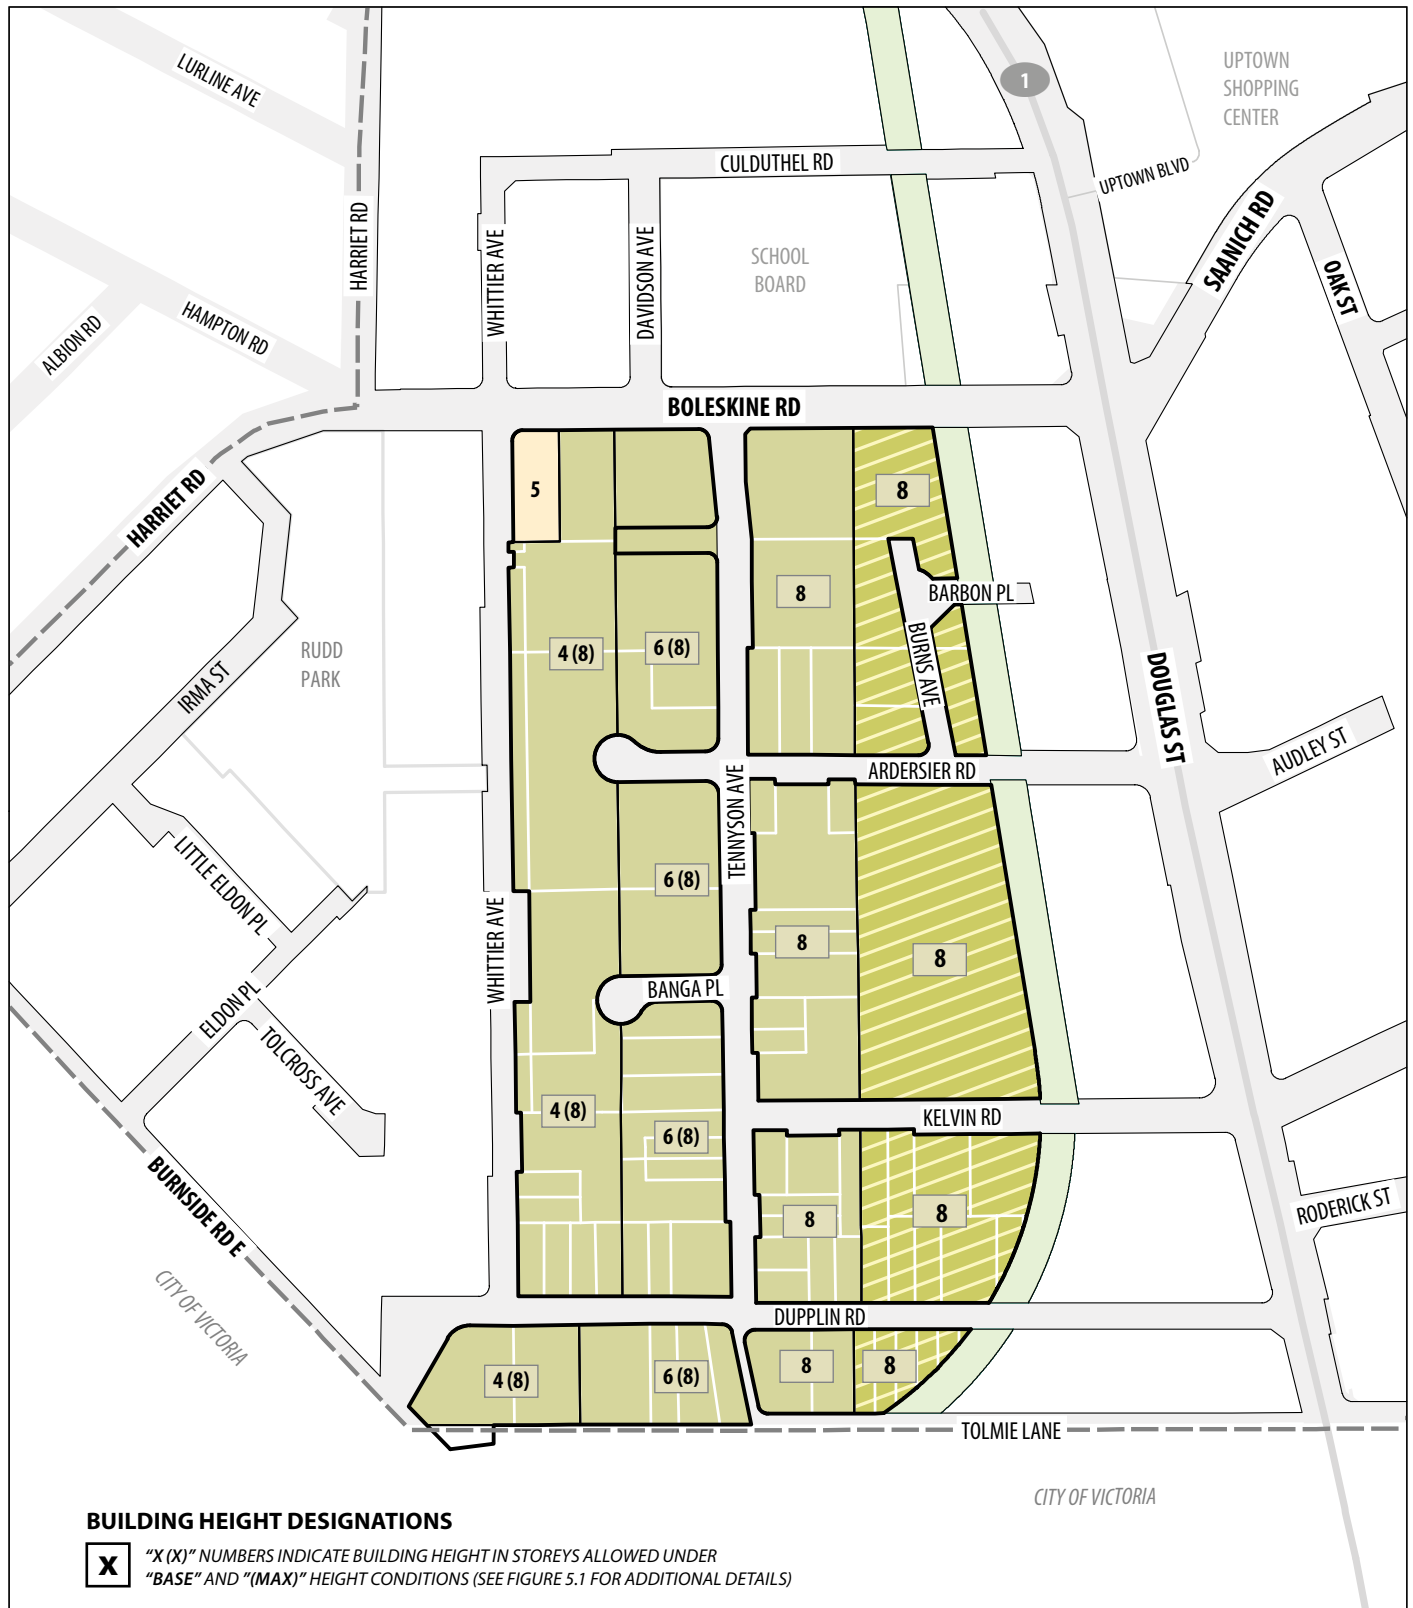 LURLINE AVE
1
UPTOWN
SHOPPING
CENTER
CULDUTHEL RD
UPTOWN BLVD
HARRIET RD
WHITTIER AVE
DAVIDSON AVE
SCHOOL
BOARD
SAANICH RD
OAK ST
HAMPTON RD
ALBION RD
BOLESKINE RD
HARRIET RD
5
8
8
BARBON PL
BURNS AVE
4 (8)
6 (8)
RUDD
PARK
IRMA ST
DOUGLAS ST
AUDLEY ST
ARDERSIER RD
TENNYSON AVE
LITTLE ELDON PL
6 (8)
WHITTIER AVE
8
8
BANGA PL
ELDON PL
TOLCROSS AVE
4 (8)
6 (8)
KELVIN RD
BURNSIDE RD E
8
8
RODERICK ST
CITY OF VICTORIA
DUPPLIN RD
4 (8)
6 (8)
8
8
TOLMIE LANE
CITY OF VICTORIA
BUILDING HEIGHT DESIGNATIONS
X
"X (X)" NUMBERS INDICATE BUILDING HEIGHT IN STOREYS ALLOWED UNDER
"BASE" AND "(MAX)" HEIGHT CONDITIONS (SEE FIGURE 5.1 FOR ADDITIONAL DETAILS)